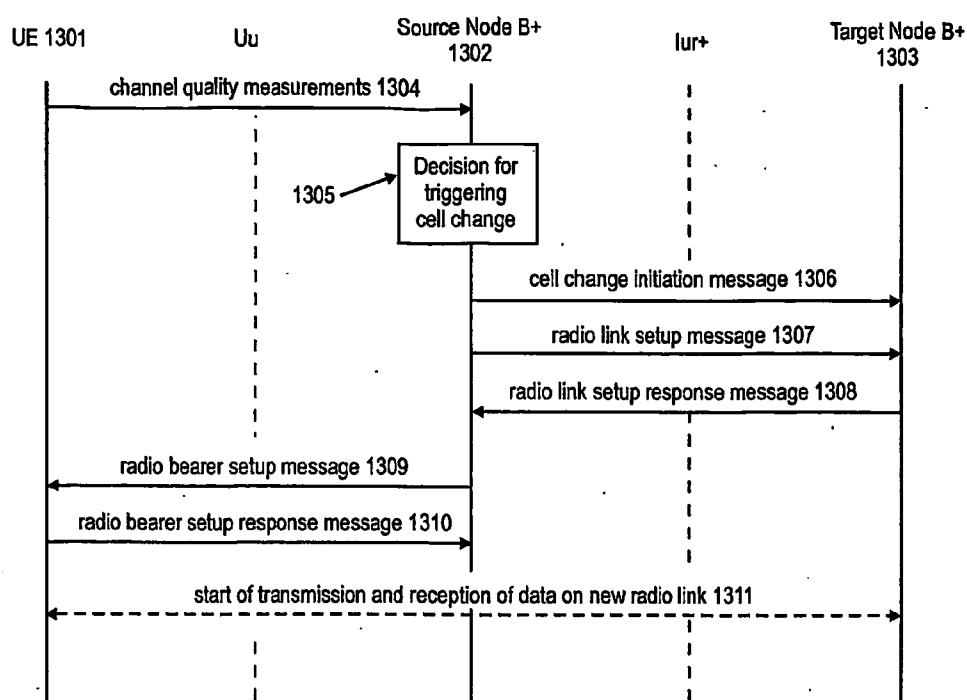 UE 1301
Uu
Source Node B+
1302
Iur+
Target Node B+
1303
channel quality measurements 1304
1305
Decision for
triggering
cell change
cell change initiation message 1306
radio link setup message 1307
radio link setup response message 1308
radio bearer setup message 1309
radio bearer setup response message 1310
start of transmission and reception of data on new radio link 1311